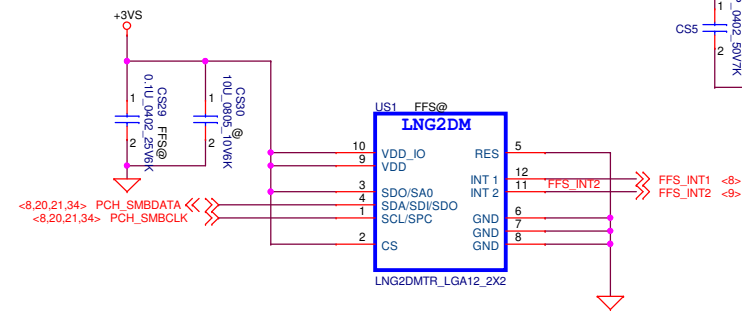 +3VS
1
2
CS29 FFS@
0.1U_0402_25V6K
1
2
CS30 @
10U_0805_10V6K
CS5
1
2
P_0402_50V7K
US1 FFS@
LNG2DM
10 VDD_IO
9 VDD
3 SDO/SA0
4 SDA/SDI/SDO
1 SCL/SPC
2 CS
RES 5
INT 1 12
INT 2 11
GND 6
GND 7
GND 8
LNG2DMTR_LGA12_2X2
<8,20,21,34> PCH_SMBDATA
<8,20,21,34> PCH_SMBCLK
FFS_INT2
FFS_INT1 <8>
FFS_INT2 <9>